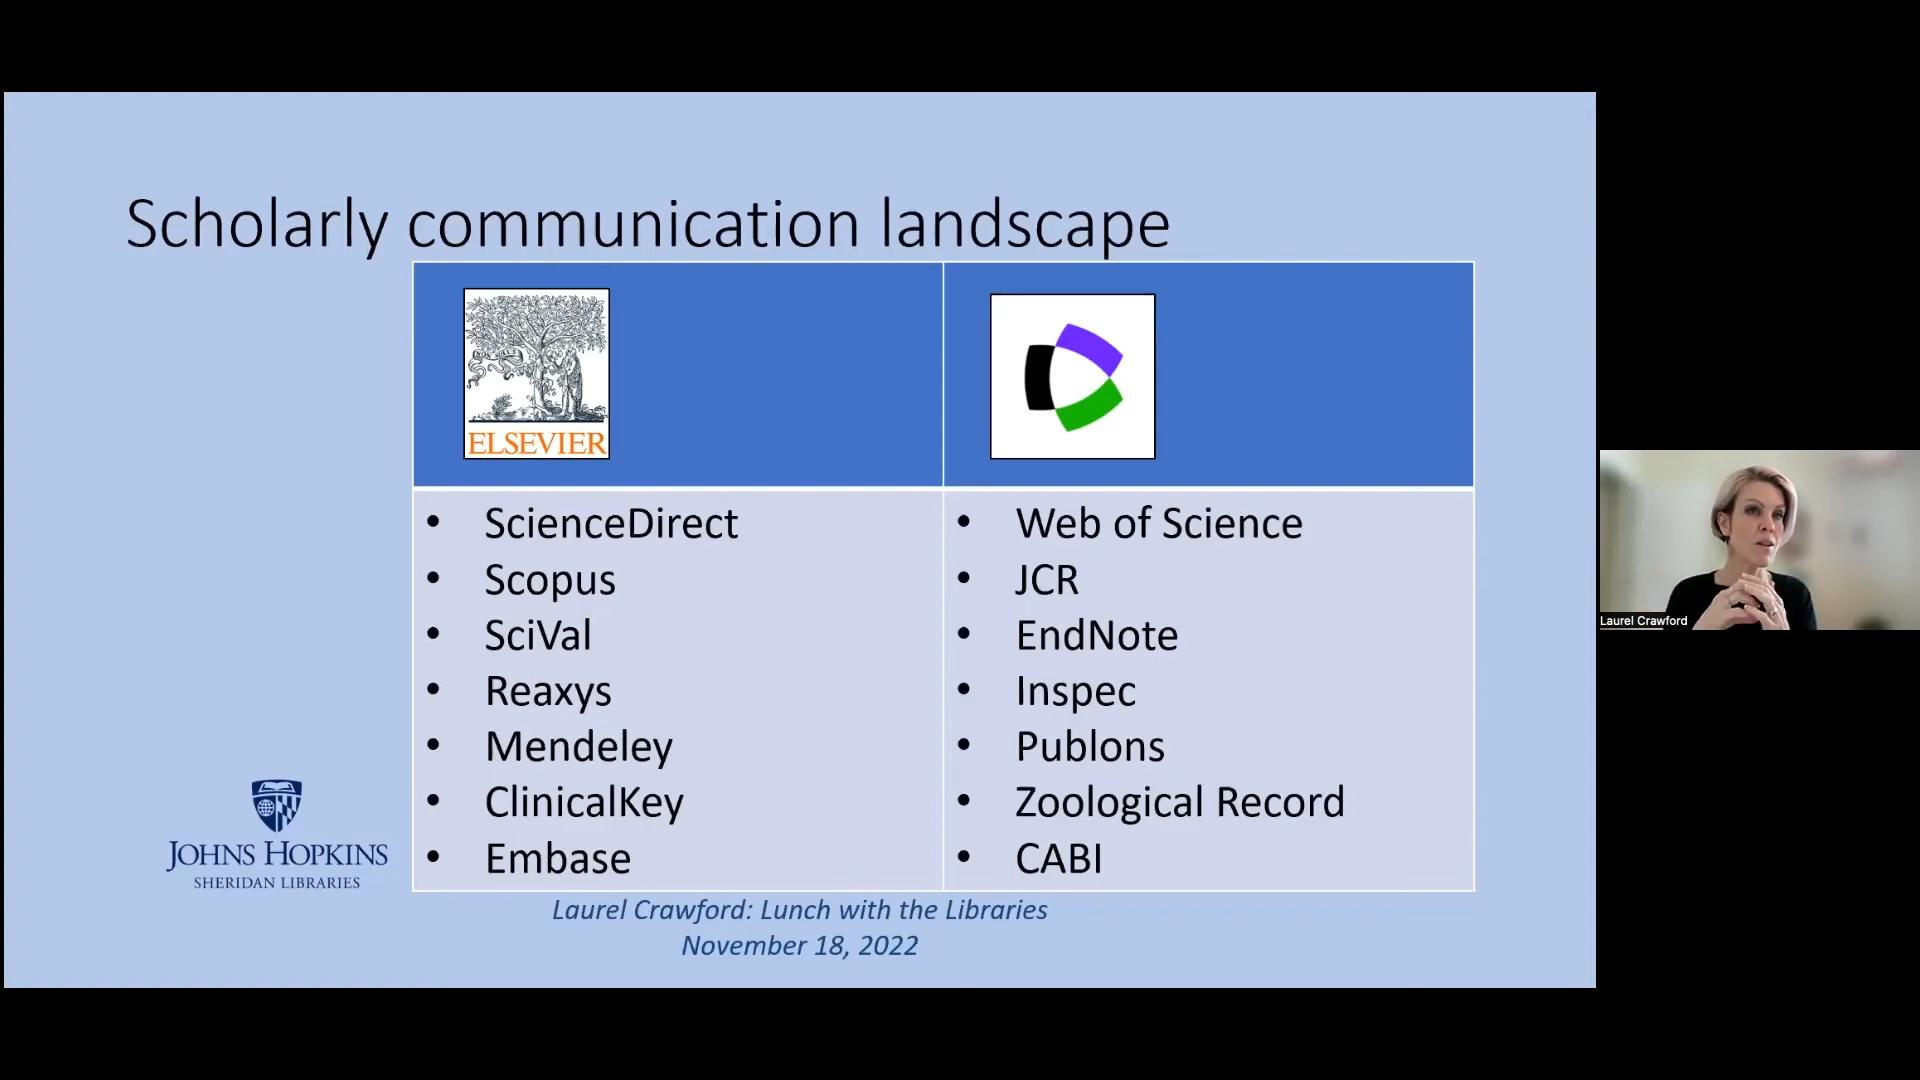 Scholarly communication landscape
ELSEVIER
• ScienceDirect
• Scopus
• SciVal
• Reaxys
• Mendeley
• ClinicalKey
• Embase
• Web of Science
• JCR
• EndNote
• Inspec
• Publons
• Zoological Record
• CABI
JOHNS HOPKINS
SHERIDAN LIBRARIES
Laurel Crawford: Lunch with the Libraries
November 18, 2022
Laurel Crawford